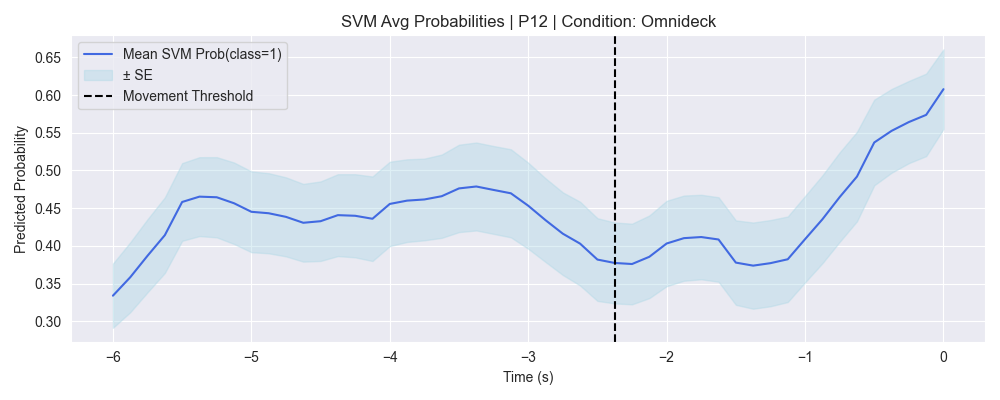 SVM Avg Probabilities | P12 | Condition: Omnideck
Mean SVM Prob(class=1)
± SE
Movement Threshold
Predicted Probability
0.65
0.60
0.55
0.50
0.45
0.40
0.35
0.30
−6 −5 −4 −3 −2 −1 0
Time (s)